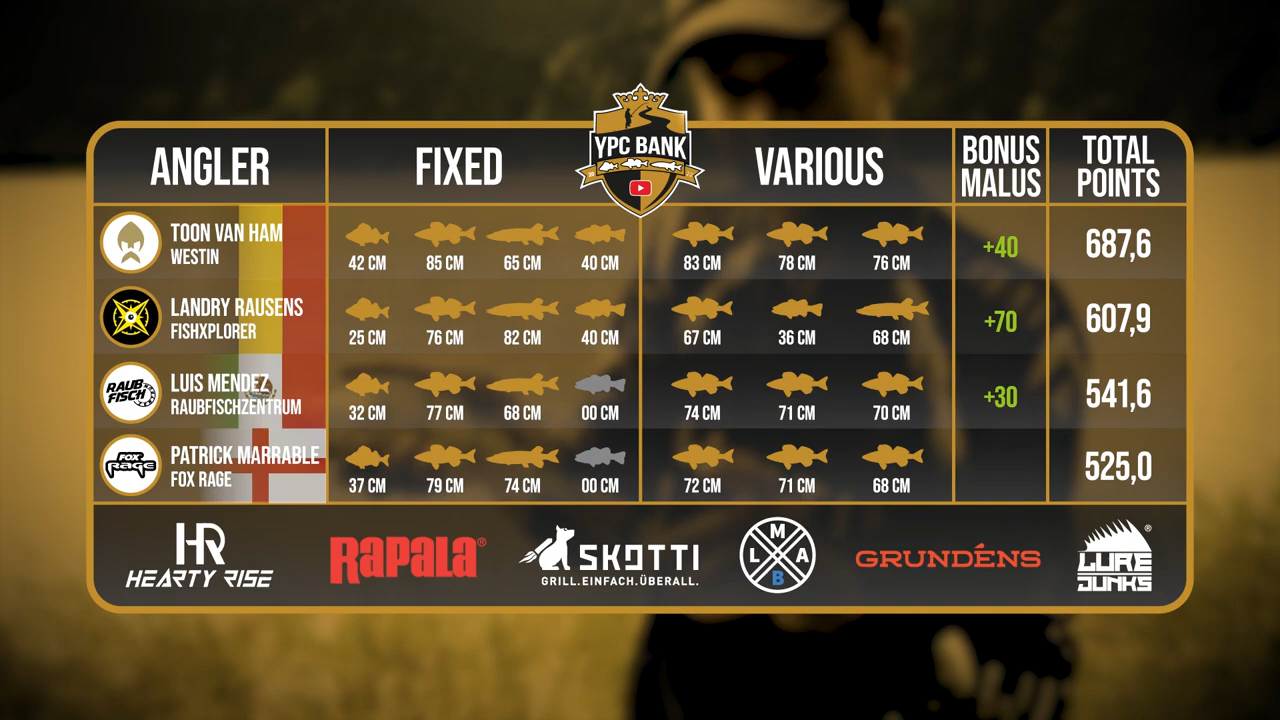 ANGLER
FIXED
YPC BANK
VARIOUS
BONUS
MALUS
TOTAL
POINTS
TOON VAN HAM
WESTIN
42 CM 85 CM 65 CM 40 CM 83 CM 78 CM 76 CM +40 687,6
LANDRY RAUSENS
FISHXPLORER
25 CM 76 CM 82 CM 40 CM 67 CM 36 CM 68 CM +70 607,9
RAUB
FISCH
LUIS MENDEZ
RAUBFISCHZENTRUM
32 CM 77 CM 68 CM 00 CM 74 CM 71 CM 70 CM +30 541,6
FOX
RAGE
PATRICK MARRABLE
FOX RAGE
37 CM 79 CM 74 CM 00 CM 72 CM 71 CM 68 CM 525,0
HR
HEARTY RISE
RAPALA®
SKOTTI
GRILL.EINFACH.ÜBERALL.
M
L A
B
GRUNDÉNS
LURE ®
JUNKS